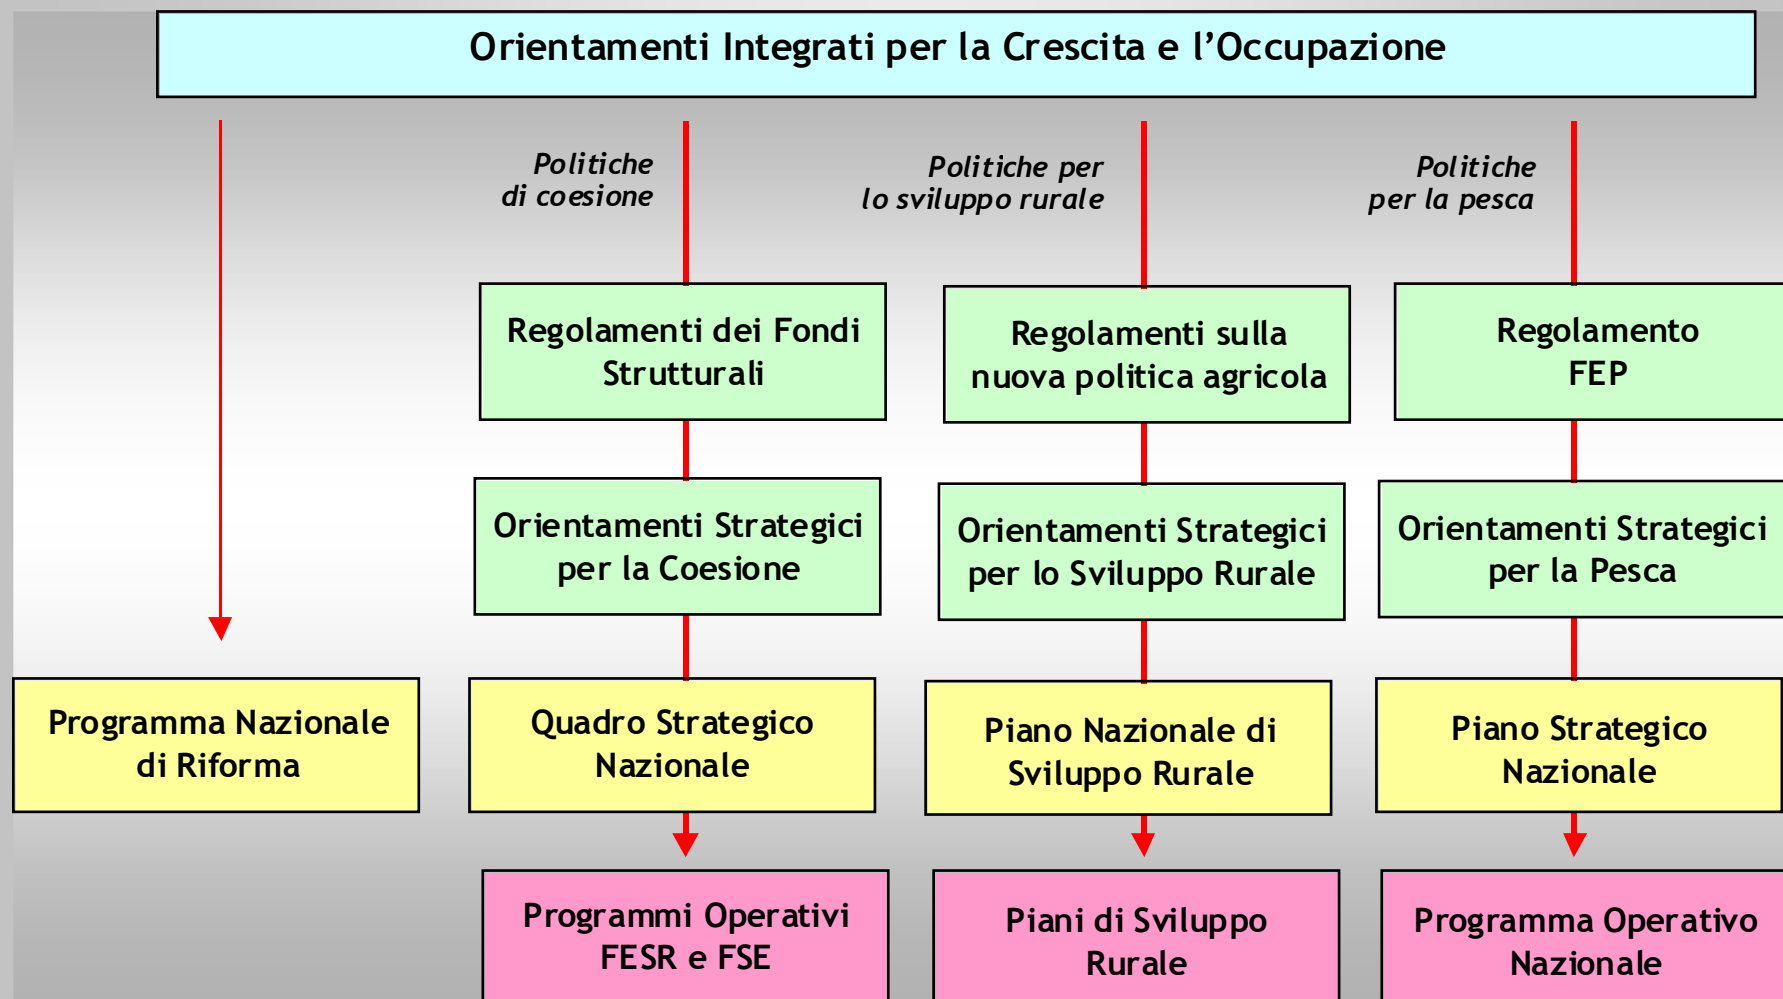 Orientamenti Integrati per la Crescita e l'Occupazione
Politiche
di coesione
Politiche per
lo sviluppo rurale
Politiche
per la pesca
Regolamenti dei Fondi
Strutturali
Regolamenti sulla
nuova politica agricola
Regolamento
FEP
Orientamenti Strategici
per la Coesione
Orientamenti Strategici
per lo Sviluppo Rurale
Orientamenti Strategici
per la Pesca
Programma Nazionale
di Riforma
Quadro Strategico
Nazionale
Piano Nazionale di
Sviluppo Rurale
Piano Strategico
Nazionale
Programmi Operativi
FESR e FSE
Piani di Sviluppo
Rurale
Programma Operativo
Nazionale